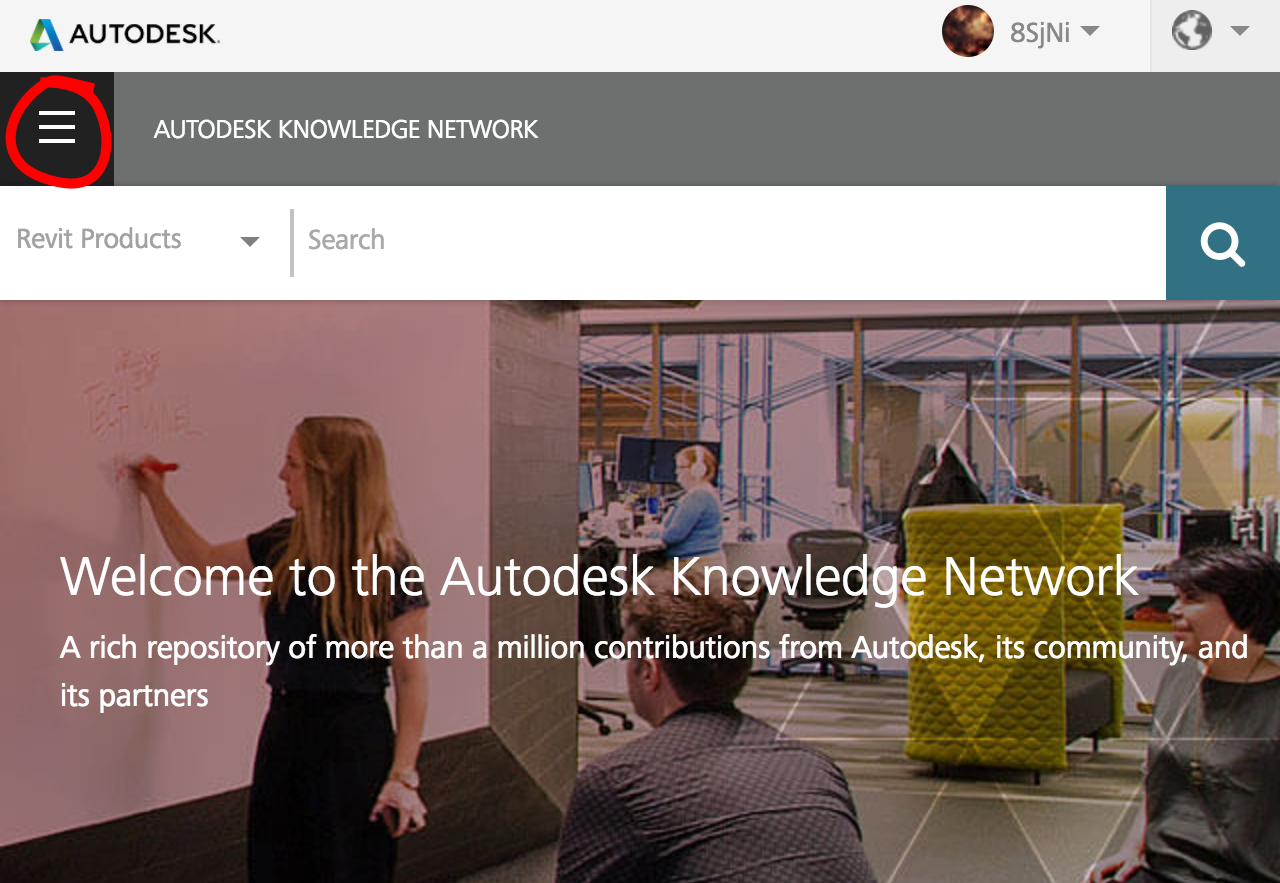 AUTODESK.
8SjNi
AUTODESK KNOWLEDGE NETWORK
Revit Products
Search
Welcome to the Autodesk Knowledge Network
A rich repository of more than a million contributions from Autodesk, its community, and
its partners